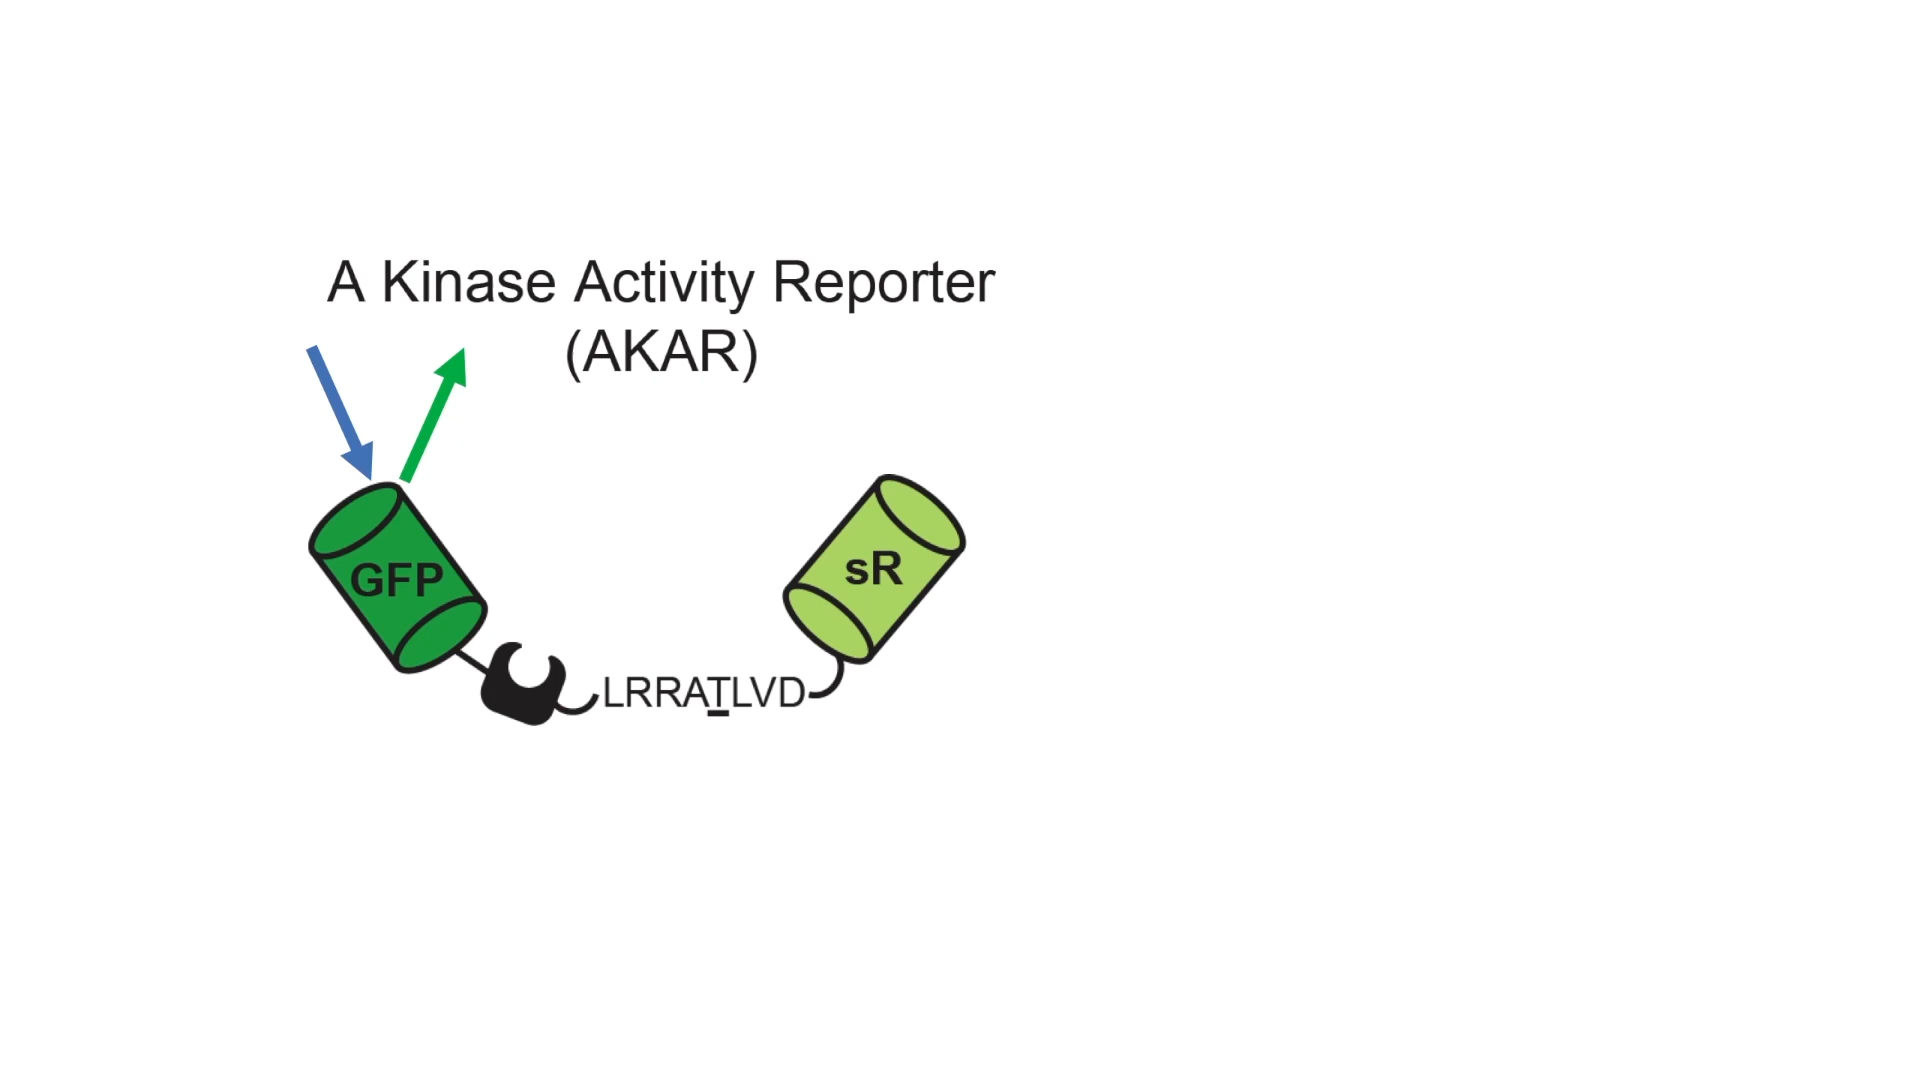 A Kinase Activity Reporter
(AKAR)
GFP
sR
LRRATLVD